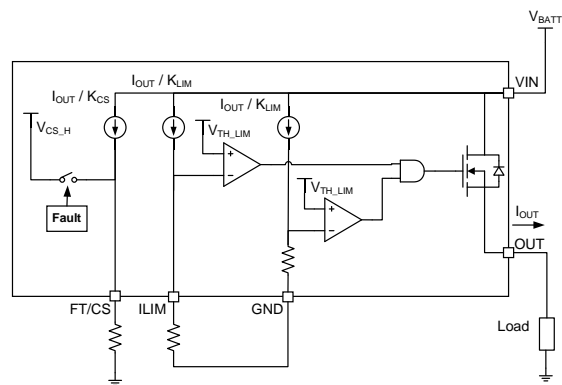 V_BATT
VIN
I_OUT / K_CS
I_OUT / K_LIM
I_OUT / K_LIM
V_CS_H
V_TH_LIM
+
−
V_TH_LIM
+
−
Fault
I_OUT
OUT
FT/CS
ILIM
GND
Load